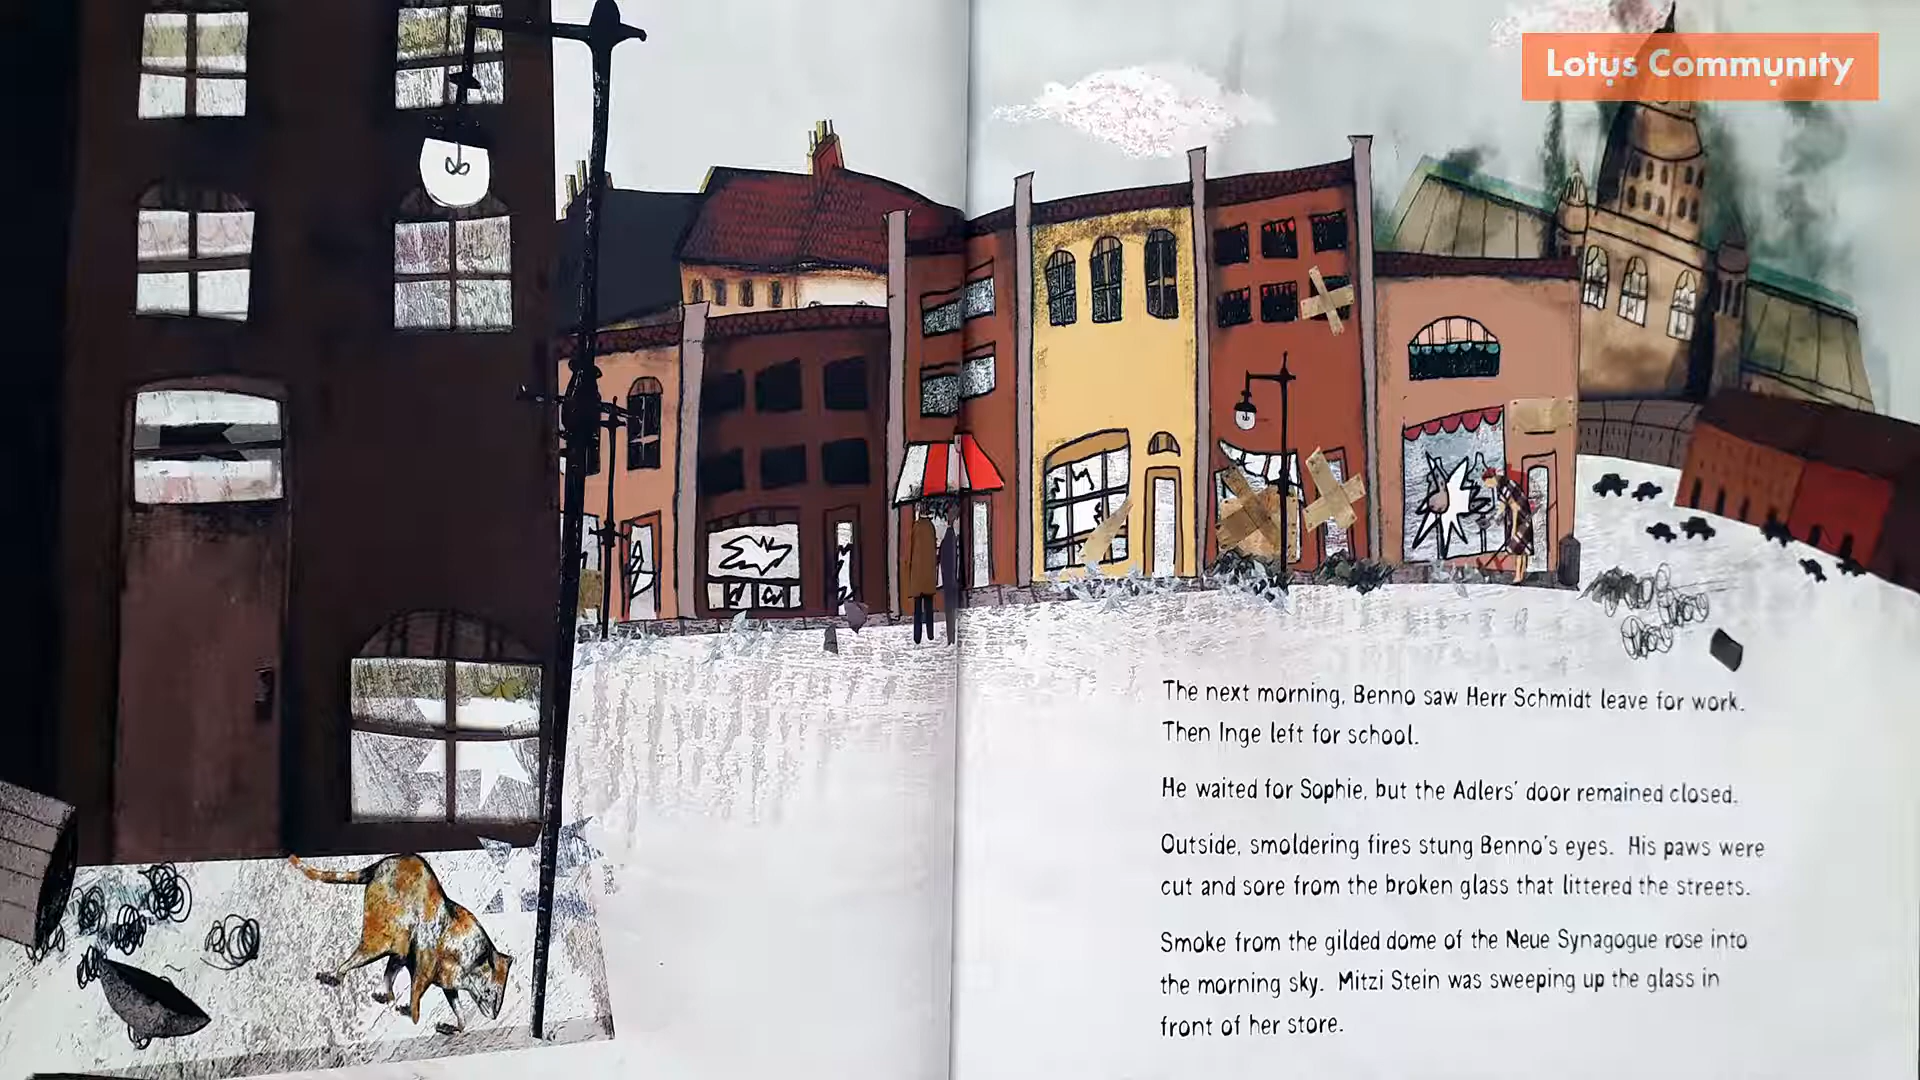 Lotus Community
The next morning, Benno saw Herr Schmidt leave for work.
Then Inge left for school.
He waited for Sophie, but the Adlers' door remained closed.
Outside, smoldering fires stung Benno's eyes. His paws were
cut and sore from the broken glass that littered the streets.
Smoke from the gilded dome of the Neue Synagogue rose into
the morning sky. Mitzi Stein was sweeping up the glass in
front of her store.